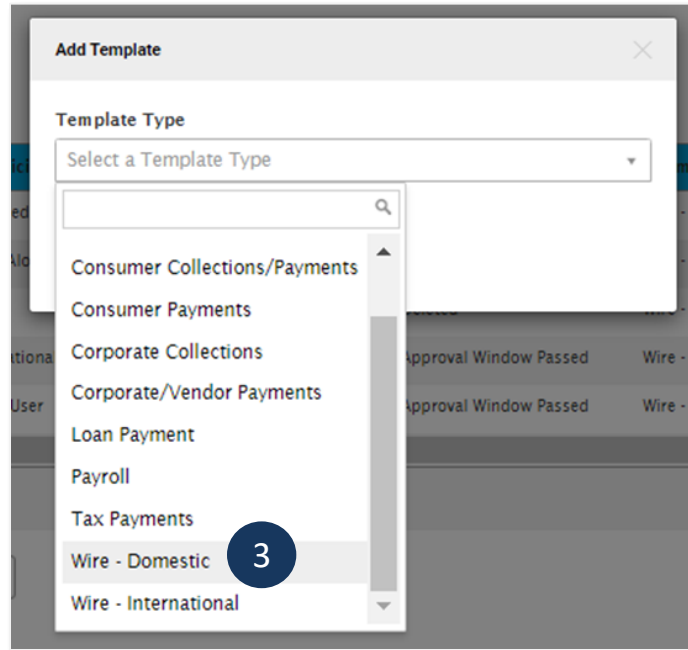 Add Template
Template Type
Select a Template Type
Consumer Collections/Payments
Consumer Payments
Corporate Collections
Corporate/Vendor Payments
Loan Payment
Payroll
Tax Payments
Wire - Domestic 3
Wire - International
Approval Window Passed Wire -
User Approval Window Passed Wire -